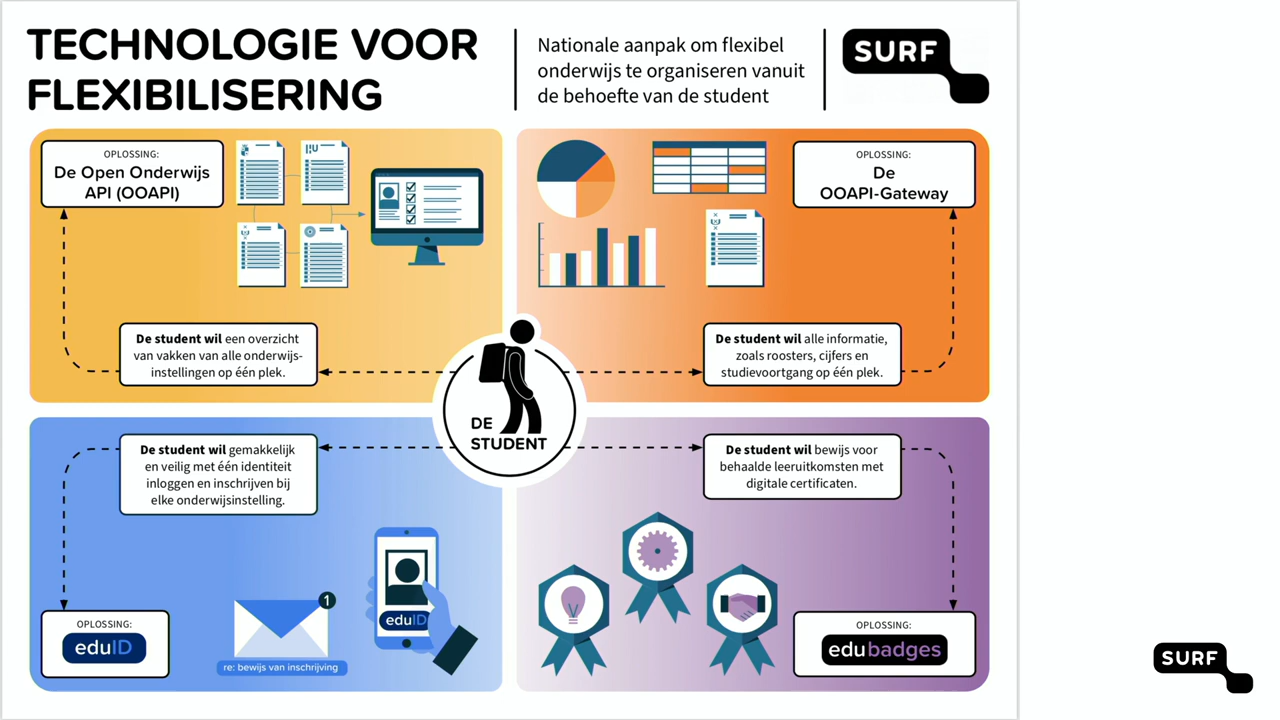 TECHNOLOGIE VOOR
FLEXIBILISERING
Nationale aanpak om flexibel
onderwijs te organiseren vanuit
de behoefte van de student
SURF
OPLOSSING:
De Open Onderwijs
API (OOAPI)
OPLOSSING:
De
OOAPI-Gateway
De student wil een overzicht
van vakken van alle onderwijs-
instellingen op één plek.
De student wil alle informatie,
zoals roosters, cijfers en
studievoortgang op één plek.
DE
STUDENT
De student wil gemakkelijk
en veilig met één identiteit
inloggen en inschrijven bij
elke onderwijsinstelling.
De student wil bewijs voor
behaalde leeruitkomsten met
digitale certificaten.
OPLOSSING:
eduID
1
re: bewijs van inschrijving
eduID
OPLOSSING:
edubadges
SURF